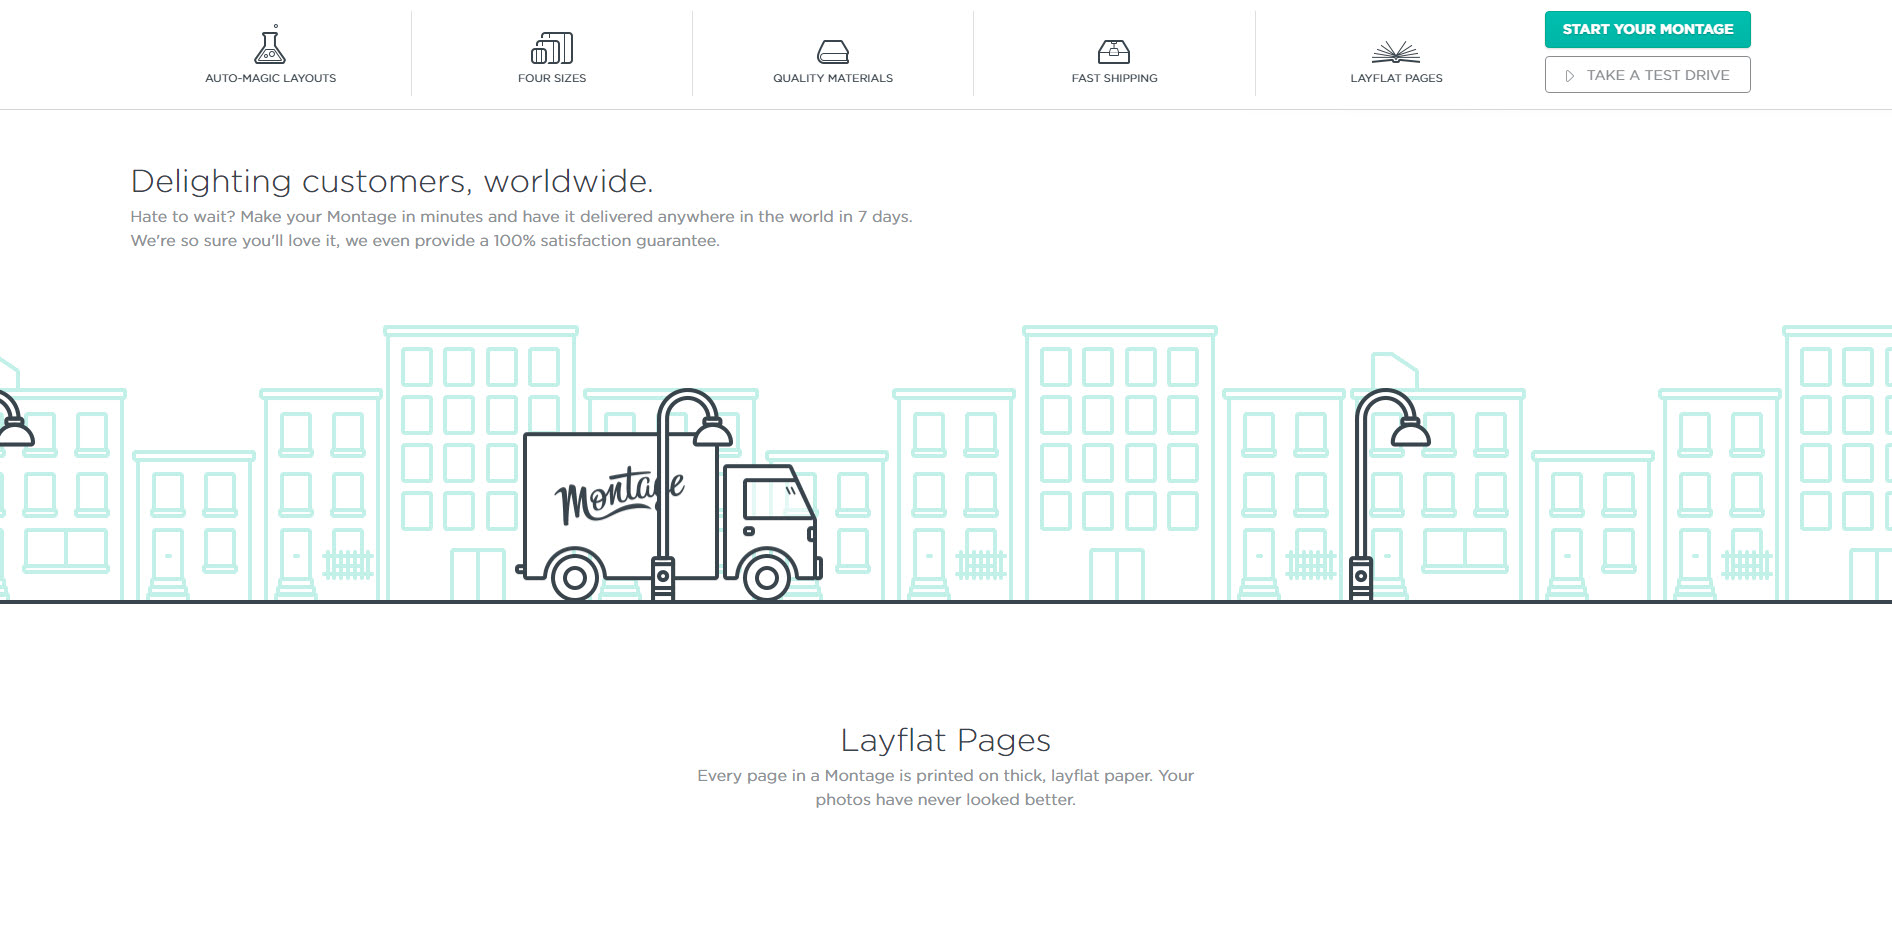 AUTO-MAGIC LAYOUTS
FOUR SIZES
QUALITY MATERIALS
FAST SHIPPING
LAYFLAT PAGES
START YOUR MONTAGE
TAKE A TEST DRIVE
Delighting customers, worldwide.
Hate to wait? Make your Montage in minutes and have it delivered anywhere in the world in 7 days.
We're so sure you'll love it, we even provide a 100% satisfaction guarantee.
Montage
Layflat Pages
Every page in a Montage is printed on thick, layflat paper. Your
photos have never looked better.